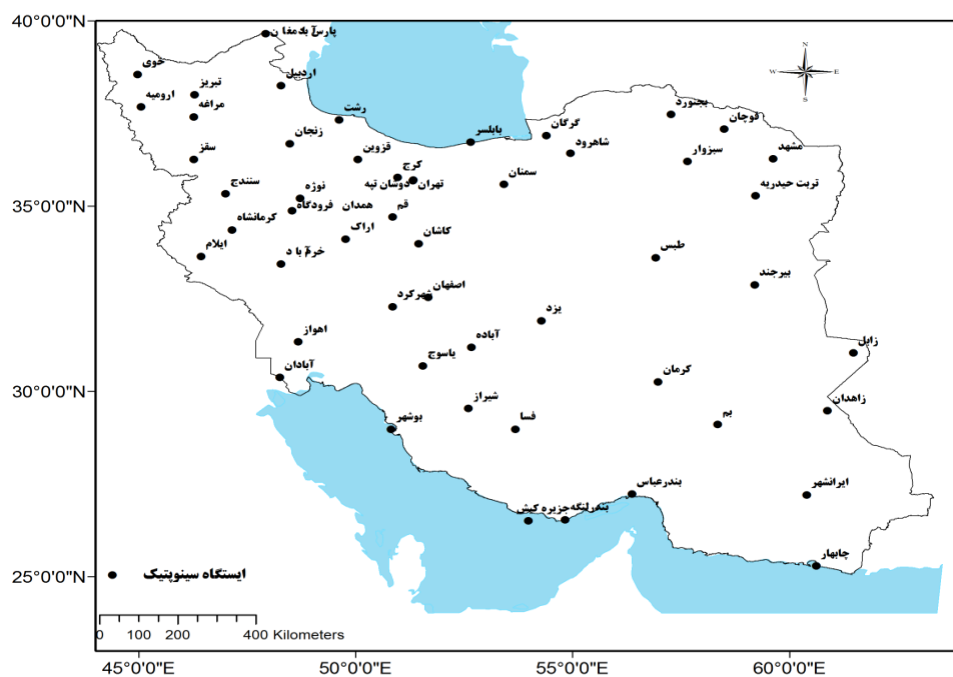 40°0'0"N
پارس آباد مغان
خوی
تبریز
اردبیل
ارومیه
مراغه
رشت
زنجان
سقز
قزوین
بابلسر
گرگان
شاهرود
بجنورد
قوچان
سبزوار
مشهد
تربت حیدریه
N
W
E
S
سمنان
کرج
تهران
دوشان تپه
سنندج
نوژه
همدان فرودگاه
35°0'0"N
قم
کرمانشاه
اراک
کاشان
ایلام
خرم آباد
طبس
بیرجند
اصفهان
شهرکرد
یزد
اهواز
آباده
یاسوج
زابل
آبادان
30°0'0"N
کرمان
شیراز
زاهدان
بوشهر
فسا
بم
بندرعباس
ایرانشهر
بندرلنگه
جزیره کیش
چابهار
25°0'0"N
ایستگاه سینوپتیک
0 100 200 400 Kilometers
45°0'0"E 50°0'0"E 55°0'0"E 60°0'0"E